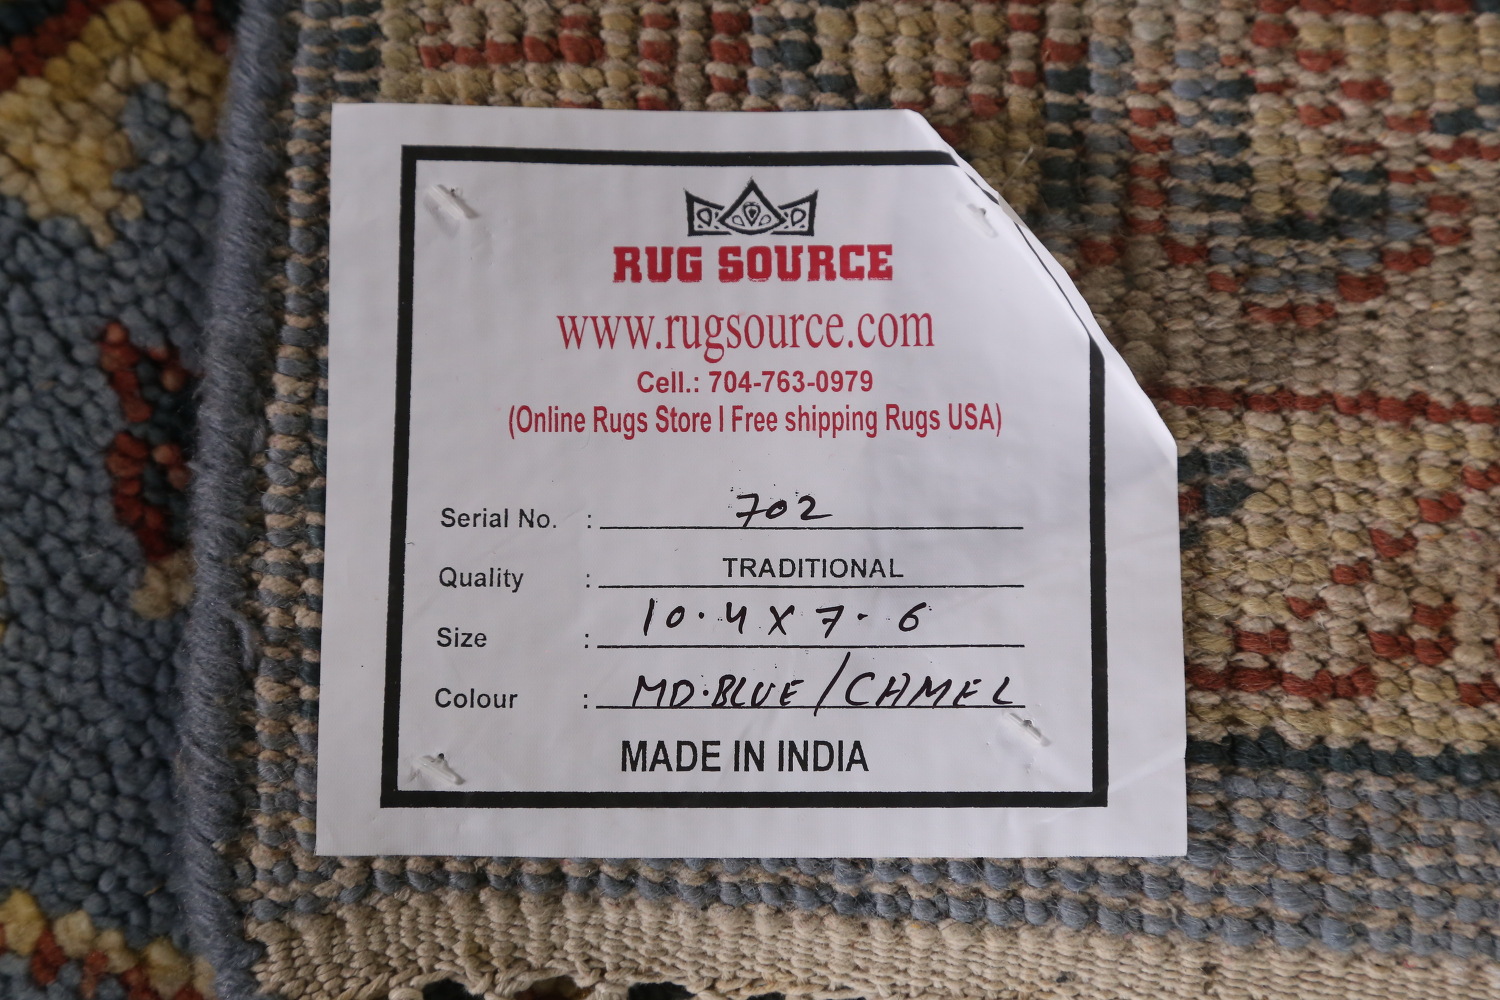 RUG SOURCE
www.rugsource.com
Cell.: 704-763-0979
(Online Rugs Store I Free shipping Rugs USA)
Serial No. : 702
Quality : TRADITIONAL
Size : 10.4 X 7.6
Colour : MD.BLUE/CAMEL
MADE IN INDIA